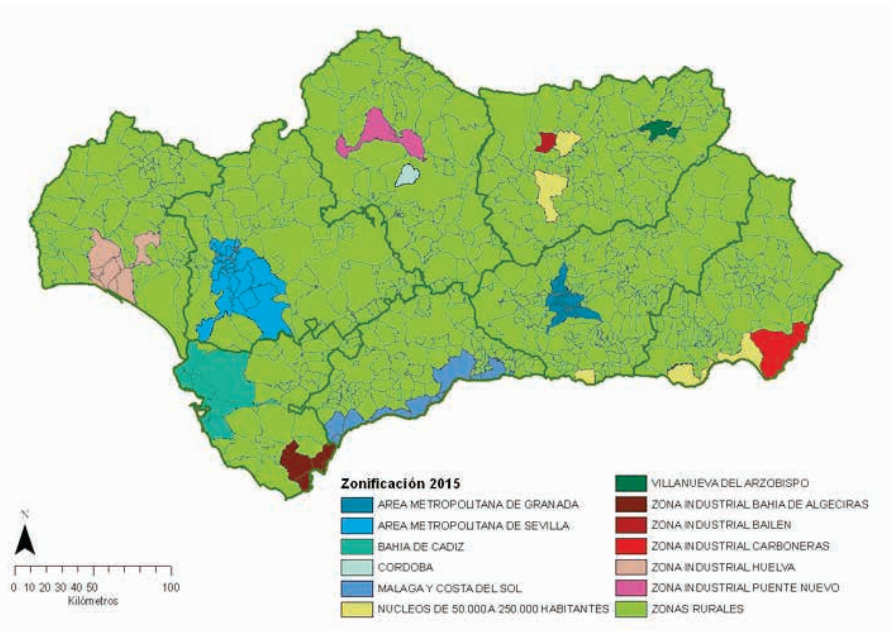 Zonificación 2015
AREA METROPOLITANA DE GRANADA
AREA METROPOLITANA DE SEVILLA
BAHIA DE CADIZ
CORDOBA
MALAGA Y COSTA DEL SOL
NUCLEOS DE 50.000 A 250.000 HABITANTES
VILLANUEVA DEL ARZOBISPO
ZONA INDUSTRIAL BAHIA DE ALGECIRAS
ZONA INDUSTRIAL BAILEN
ZONA INDUSTRIAL CARBONERAS
ZONA INDUSTRIAL HUELVA
ZONA INDUSTRIAL PUENTE NUEVO
ZONAS RURALES
N
0 10 20 30 40 50 100
Kilómetros